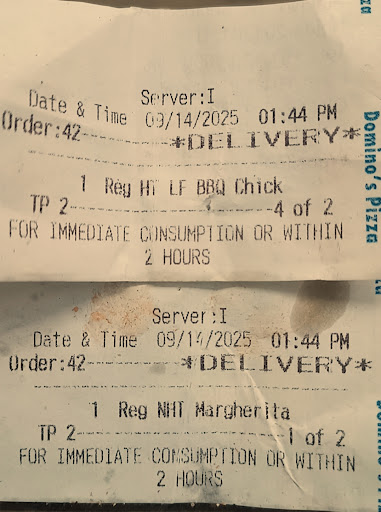 Server:I
Date & Time 09/14/2025 01:44 PM
Order:42------------*DELIVERY*
1 Reg HT LF BBQ Chick
TP 2------------------------4 of 2
FOR IMMEDIATE CONSUMPTION OR WITHIN
2 HOURS
Domino's Pizza
Server:I
Date & Time 09/14/2025 01:44 PM
Order:42------------*DELIVERY*
1 Reg NHT Margherita
TP 2------------------------1 of 2
FOR IMMEDIATE CONSUMPTION OR WITHIN
2 HOURS